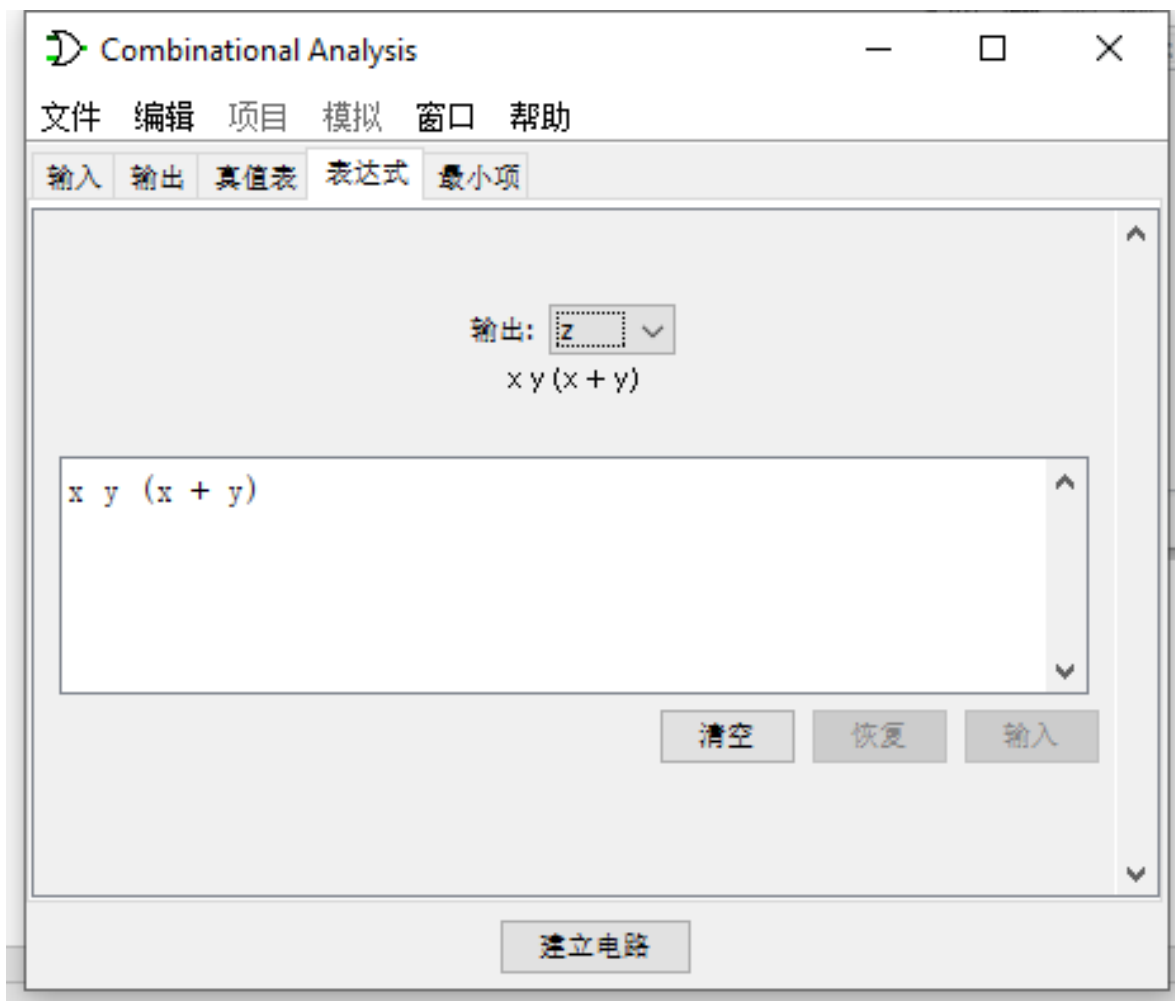 Combinational Analysis
文件 编辑 项目 模拟 窗口 帮助
输入 输出 真值表 表达式 最小项
输出: z
x y (x + y)
x y (x + y)
清空 恢复 输入
建立电路